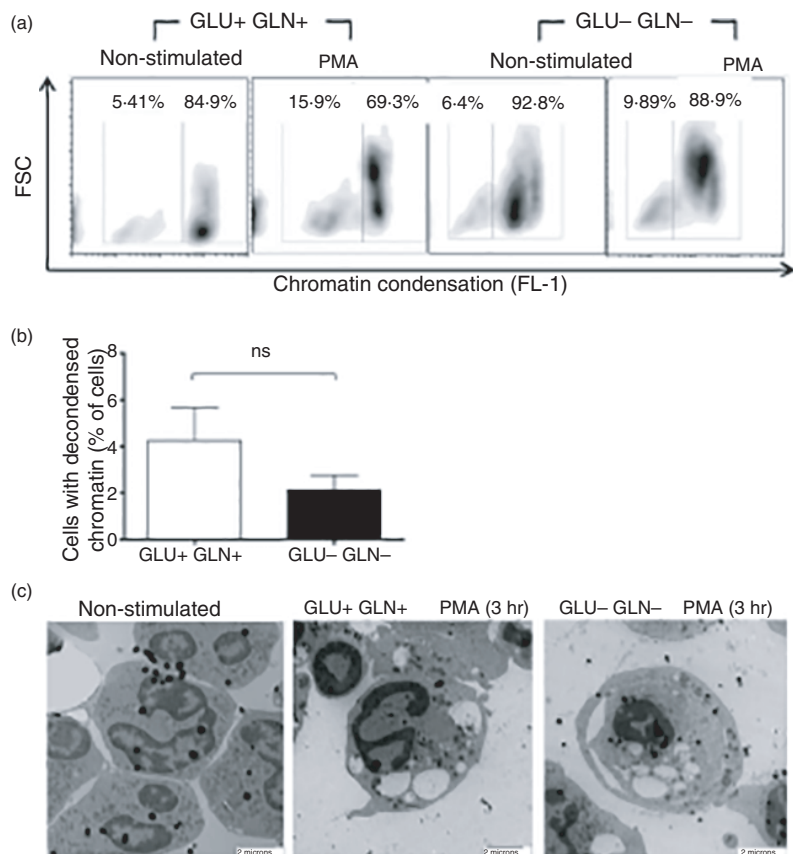 (a)
GLU+ GLN+ GLU– GLN–
Non-stimulated PMA Non-stimulated PMA
5·41% 84·9% 15·9% 69·3% 6·4% 92·8% 9·89% 88·9%
FSC
Chromatin condensation (FL-1)
(b)
Cells with decondensed
chromatin (% of cells)
8
6
4
2
0
ns
GLU+ GLN+ GLU– GLN–
(c)
Non-stimulated GLU+ GLN+ PMA (3 hr) GLU– GLN– PMA (3 hr)
2 microns 2 microns 2 microns